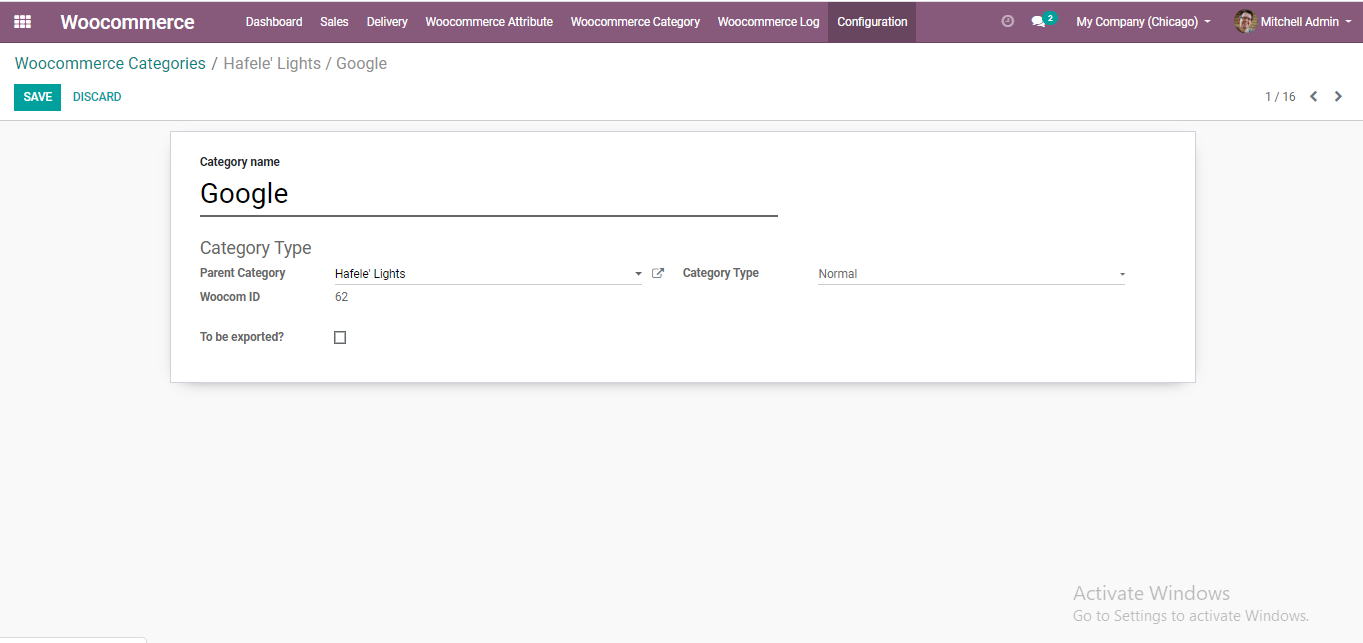 Woocommerce Dashboard Sales Delivery Woocommerce Attribute Woocommerce Category Woocommerce Log Configuration 2 My Company (Chicago) Mitchell Admin
Woocommerce Categories / Hafele' Lights / Google
SAVE DISCARD 1 / 16
Category name
Google
Category Type
Parent Category Hafele' Lights Category Type Normal
Woocom ID 62
To be exported?
Activate Windows
Go to Settings to activate Windows.